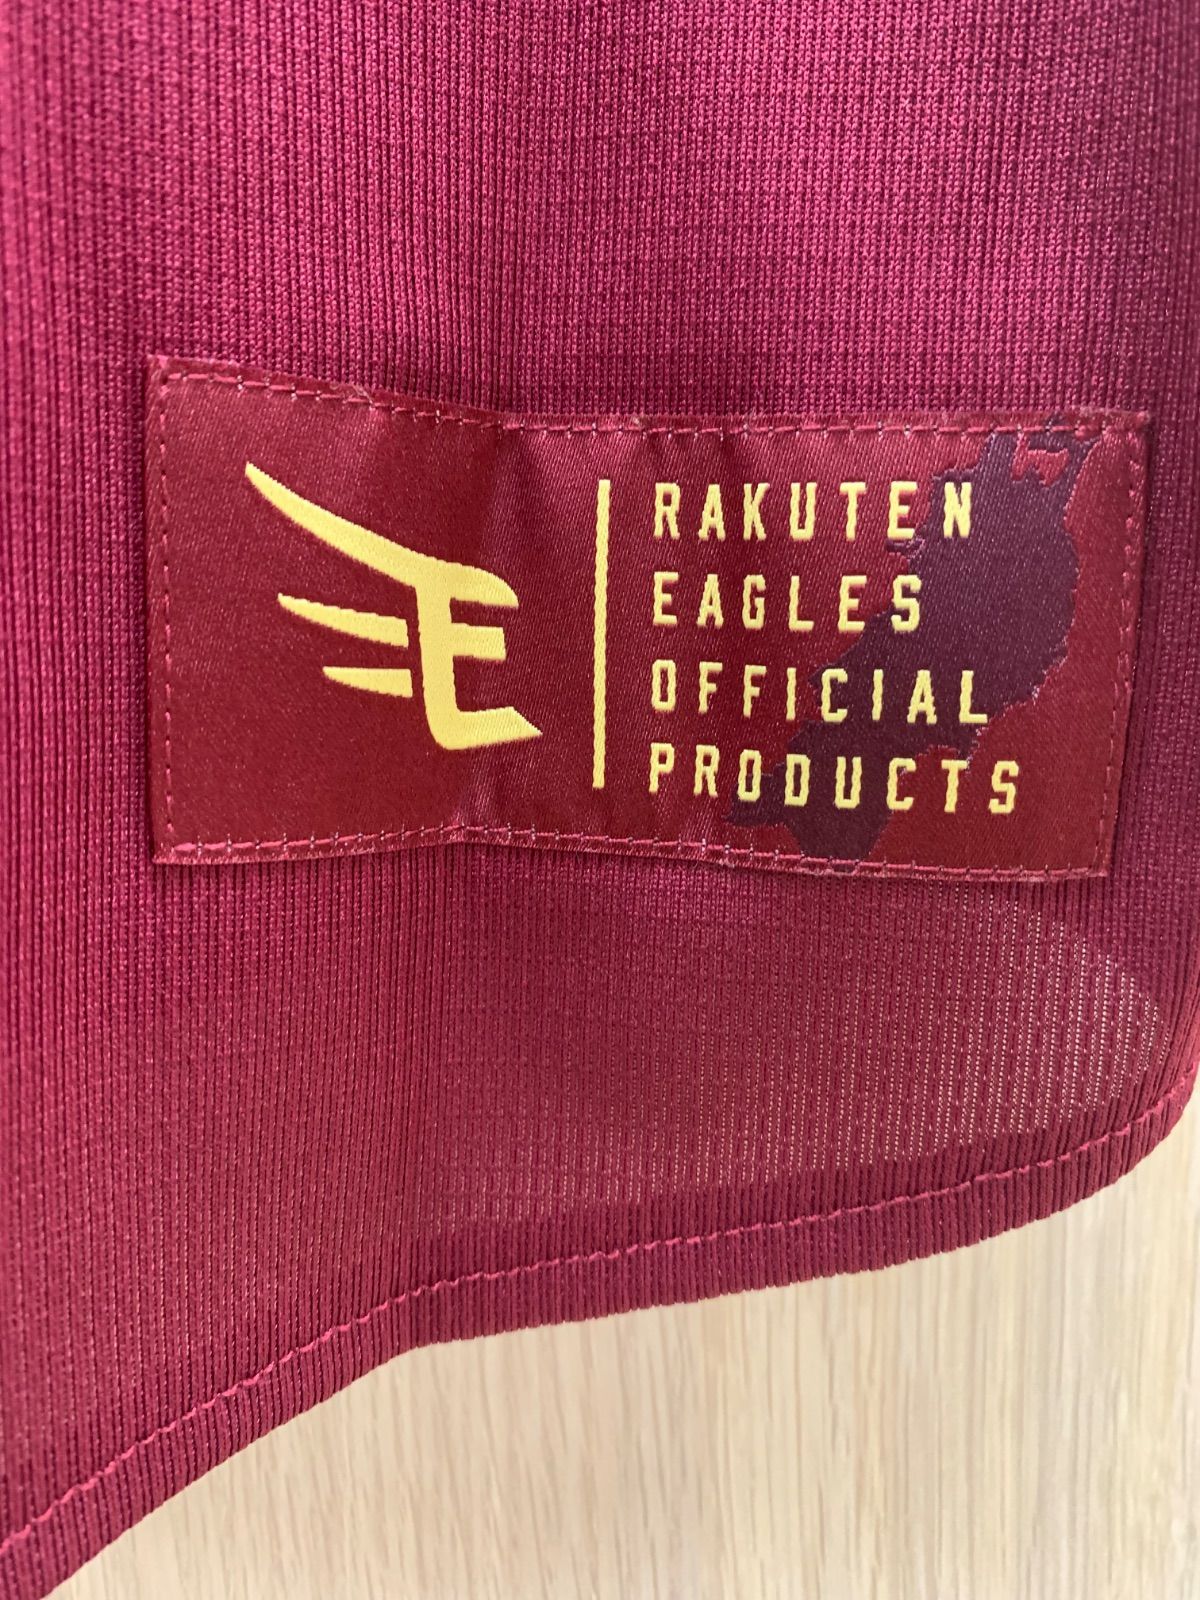 RAKUTEN
EAGLES
OFFICIAL
PRODUCTS